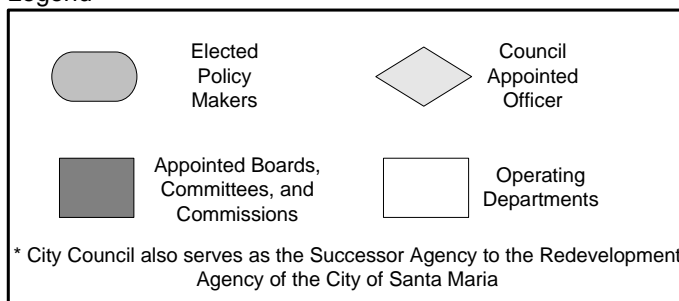 Legend
Elected
Policy
Makers
Council
Appointed
Officer
Appointed Boards,
Committees, and
Commissions
Operating
Departments
* City Council also serves as the Successor Agency to the Redevelopment
Agency of the City of Santa Maria